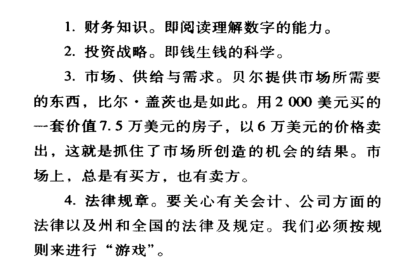 1. 财务知识。即阅读理解数字的能力。
2. 投资战略。即钱生钱的科学。
3. 市场、供给与需求。贝尔提供市场所需要
的东西，比尔·盖茨也是如此。用2 000 美元买的
一套价值7.5万美元的房子，以6万美元的价格卖
出，这就是抓住了市场所创造的机会的结果。市
场上，总是有买方，也有卖方。
4. 法律规章。要关心有关会计、公司方面的
法律以及州和全国的法律及规定。我们必须按规
则来进行“游戏”。